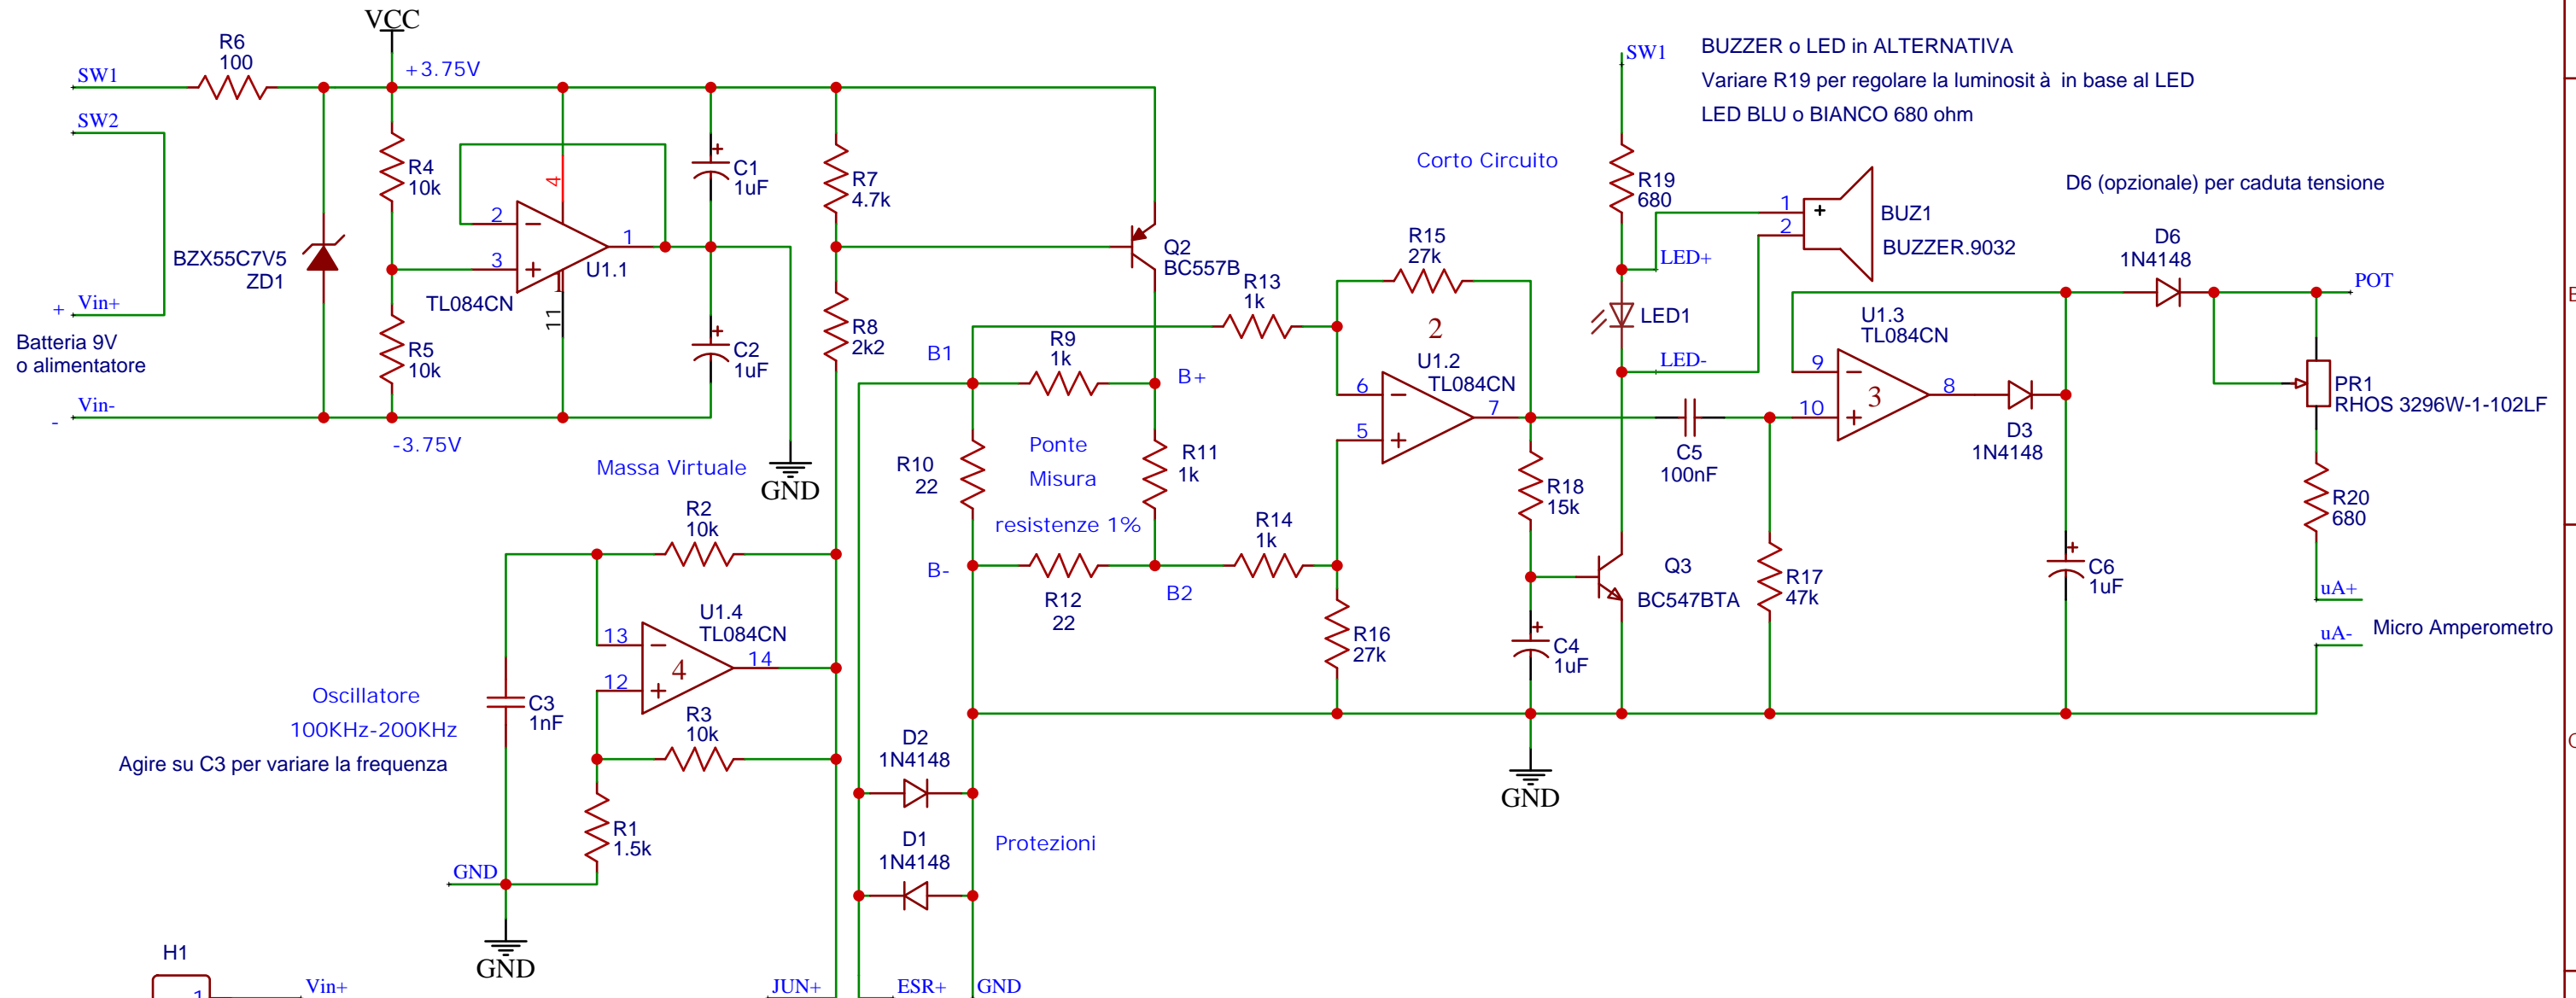 VCC
R6
100
+3.75V
SW1
SW2
R4
10k
4
2
3
1
1
U1.1
TL084CN
11
BZX55C7V5
ZD1
+ Vin+
Batteria 9V
o alimentatore
R5
10k
Vin-
-
-3.75V
C1
1uF
C2
1uF
Massa Virtuale
GND
R7
4.7k
R8
2k2
Q2
BC557B
B1
R9
1k
B+
R10
22
Ponte
Misura
resistenze 1%
R11
1k
B-
R12
22
B2
R13
1k
R14
1k
R15
27k
2
U1.2
TL084CN
6
5
7
R16
27k
Corto Circuito
SW1
BUZZER o LED in ALTERNATIVA
Variare R19 per regolare la luminosità in base al LED
LED BLU o BIANCO 680 ohm
R19
680
1
2
+
BUZ1
BUZZER.9032
LED+
LED1
LED-
R18
15k
C5
100nF
Q3
BC547BTA
C4
1uF
R17
47k
GND
D6 (opzionale) per caduta tensione
D6
1N4148
POT
U1.3
TL084CN
9
10
3
8
D3
1N4148
PR1
RHOS 3296W-1-102LF
R20
680
C6
1uF
uA+
uA-
Micro Amperometro
R2
10k
U1.4
TL084CN
13
12
4
14
R3
10k
Oscillatore
100KHz-200KHz
Agire su C3 per variare la frequenza
C3
1nF
R1
1.5k
GND
GND
D2
1N4148
D1
1N4148
Protezioni
H1
1
Vin+
JUN+
ESR+
GND